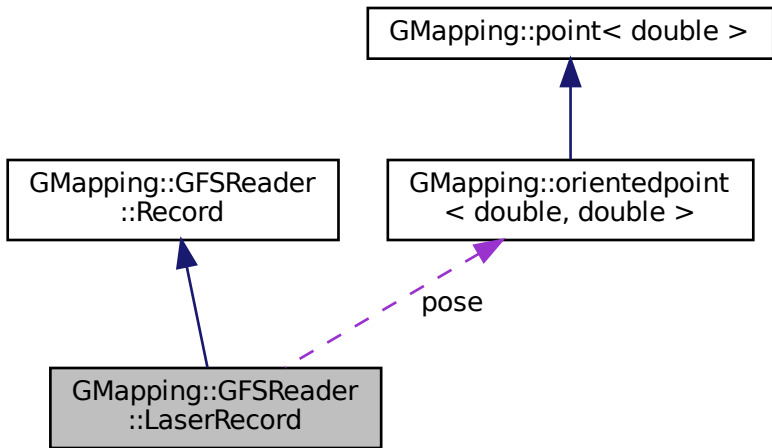 GMapping::point< double >
GMapping::GFSReader
::Record
GMapping::orientedpoint
< double, double >
pose
GMapping::GFSReader
::LaserRecord